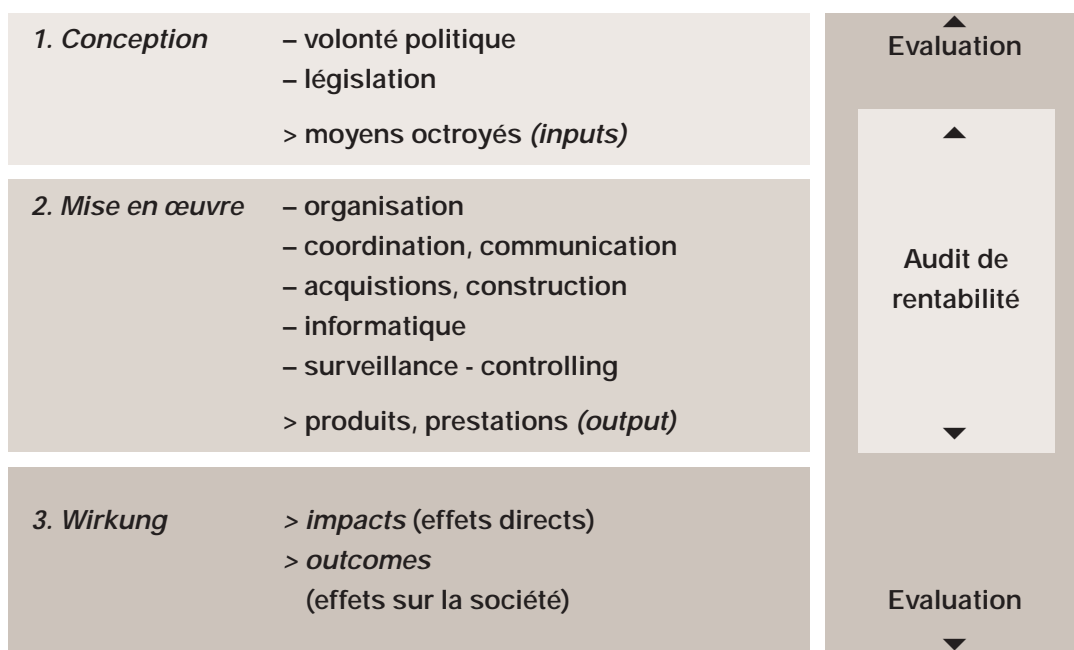 1. Conception – volonté politique
– législation
> moyens octroyés (inputs)
2. Mise en œuvre – organisation
– coordination, communication
– acquistions, construction
– informatique
– surveillance - controlling
> produits, prestations (output)
3. Wirkung > impacts (effets directs)
> outcomes
(effets sur la société)
Evaluation
Audit de
rentabilité
Evaluation